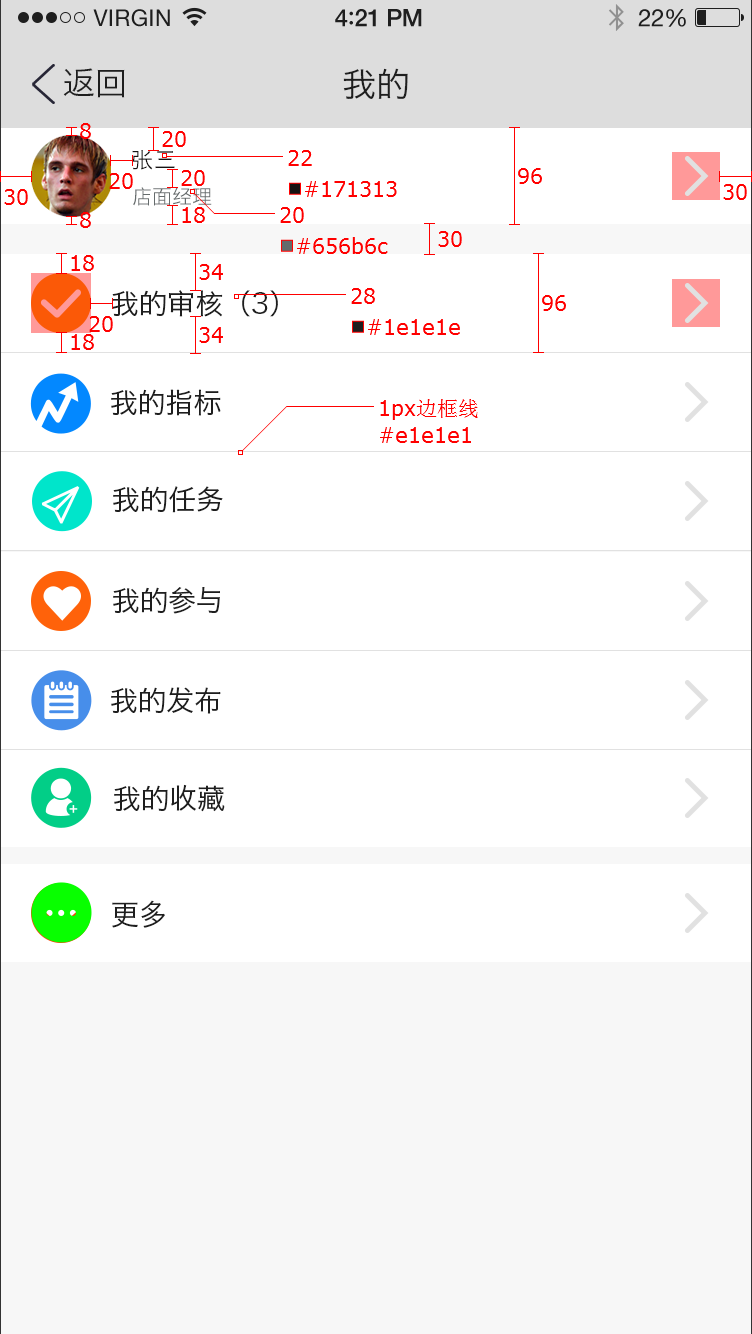 VIRGIN 4:21 PM 22%
返回 我的
8
20
张三 22
20 20 96
30 #171313 30
店面经理
8 18 20
#656b6c 30
18 34
我的审核（3） 28 96
20 #1e1e1e
18 34
我的指标 1px边框线
#e1e1e1
我的任务
我的参与
我的发布
我的收藏
更多